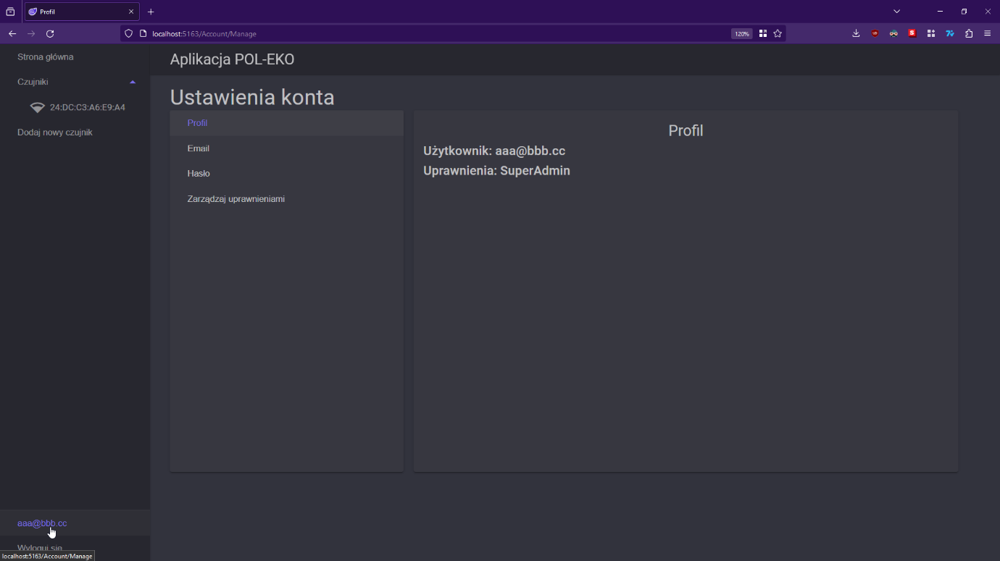 Profil
localhost:5163/Account/Manage
120%
Strona główna
Aplikacja POL-EKO
Czujniki
24:DC:C3:A6:E9:A4
Dodaj nowy czujnik
Ustawienia konta
Profil
Email
Hasło
Zarządzaj uprawnieniami
Profil
Użytkownik: aaa@bbb.cc
Uprawnienia: SuperAdmin
aaa@bbb.cc
Wyloguj się
localhost:5163/Account/Manage